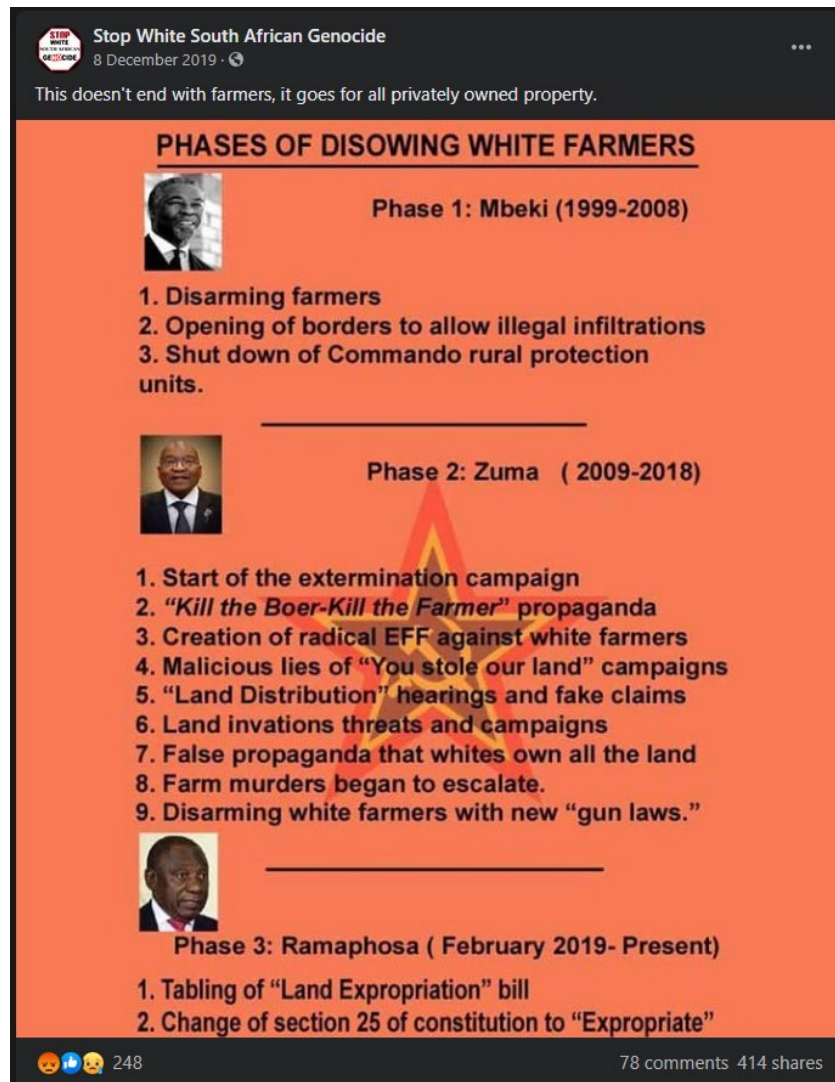 STOP
WHITE
SOUTH AFRICAN
GENOCIDE
Stop White South African Genocide
8 December 2019 ·
This doesn't end with farmers, it goes for all privately owned property.
PHASES OF DISOWING WHITE FARMERS
Phase 1: Mbeki (1999-2008)
1. Disarming farmers
2. Opening of borders to allow illegal infiltrations
3. Shut down of Commando rural protection
units.
Phase 2: Zuma ( 2009-2018)
1. Start of the extermination campaign
2. “Kill the Boer-Kill the Farmer” propaganda
3. Creation of radical EFF against white farmers
4. Malicious lies of “You stole our land” campaigns
5. “Land Distribution” hearings and fake claims
6. Land invations threats and campaigns
7. False propaganda that whites own all the land
8. Farm murders began to escalate.
9. Disarming white farmers with new “gun laws.”
Phase 3: Ramaphosa ( February 2019- Present)
1. Tabling of “Land Expropriation” bill
2. Change of section 25 of constitution to “Expropriate”
248
78 comments 414 shares